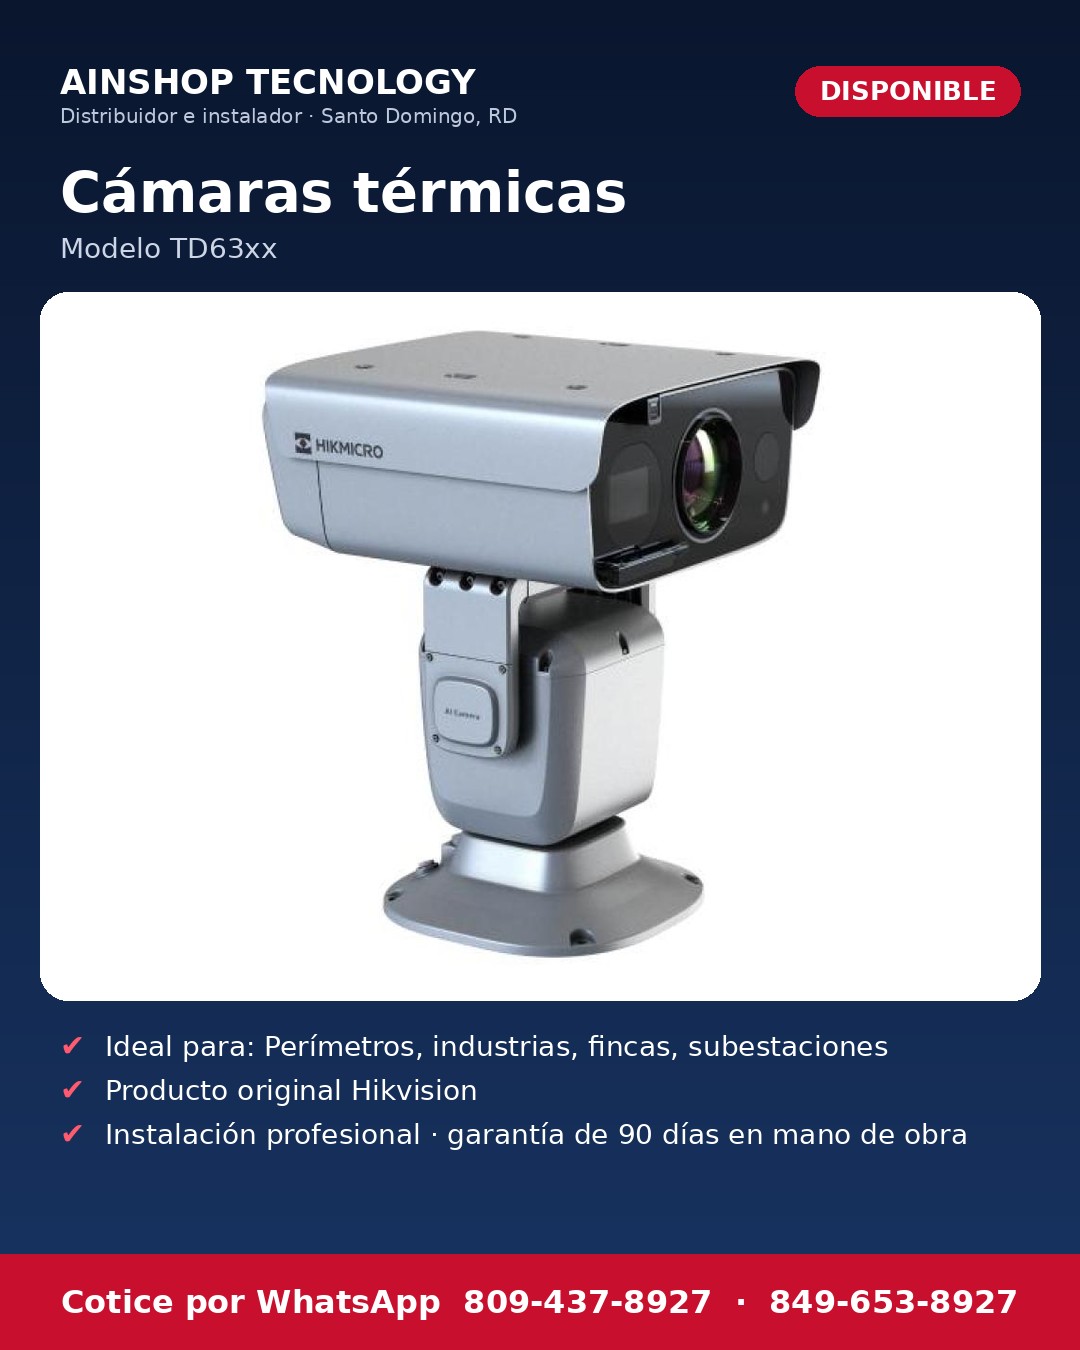 AINSHOP TECNOLOGY
Distribuidor e instalador · Santo Domingo, RD
DISPONIBLE
Cámaras térmicas
Modelo TD63xx
HIKMICRO
AI Camera
✔ Ideal para: Perímetros, industrias, fincas, subestaciones
✔ Producto original Hikvision
✔ Instalación profesional · garantía de 90 días en mano de obra
Cotice por WhatsApp 809-437-8927 · 849-653-8927